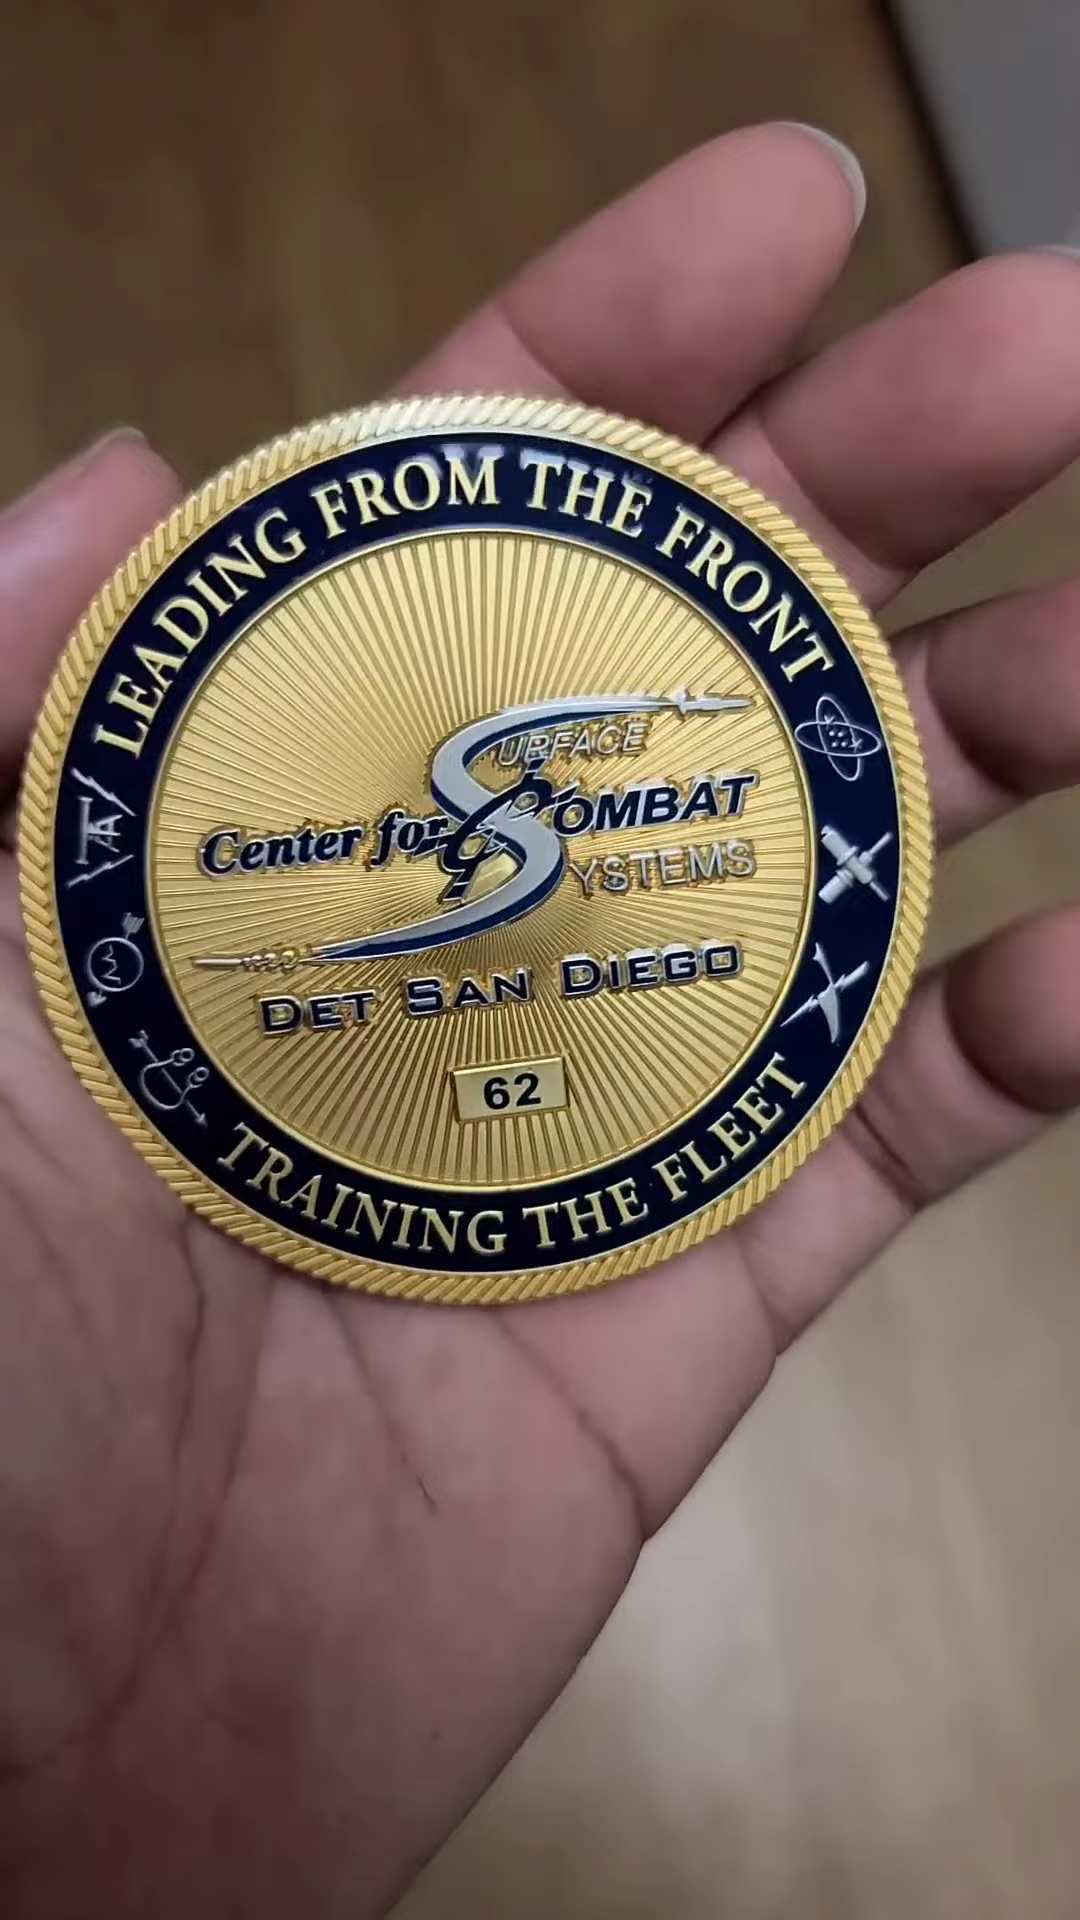 LEADING FROM THE FRONT
SURFACE
Center for COMBAT
SYSTEMS
DET SAN DIEGO
62
TRAINING THE FLEET